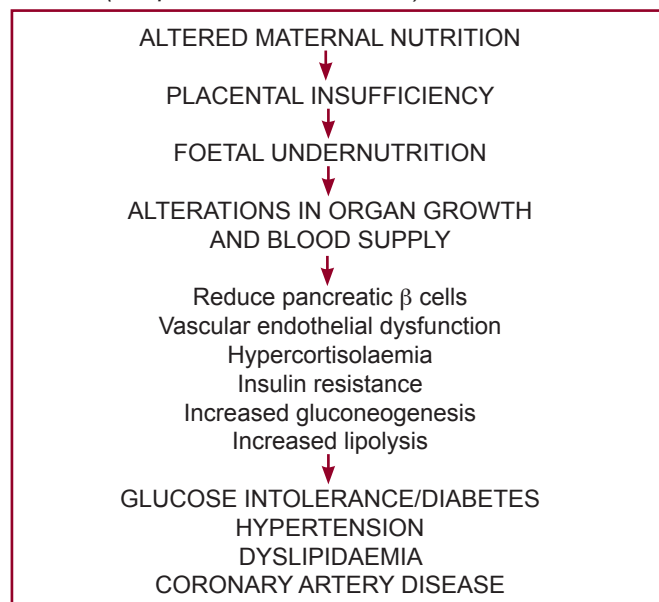 ALTERED MATERNAL NUTRITION
PLACENTAL INSUFFICIENCY
FOETAL UNDERNUTRITION
ALTERATIONS IN ORGAN GROWTH
AND BLOOD SUPPLY
Reduce pancreatic β cells
Vascular endothelial dysfunction
Hypercortisolaemia
Insulin resistance
Increased gluconeogenesis
Increased lipolysis
GLUCOSE INTOLERANCE/DIABETES
HYPERTENSION
DYSLIPIDAEMIA
CORONARY ARTERY DISEASE